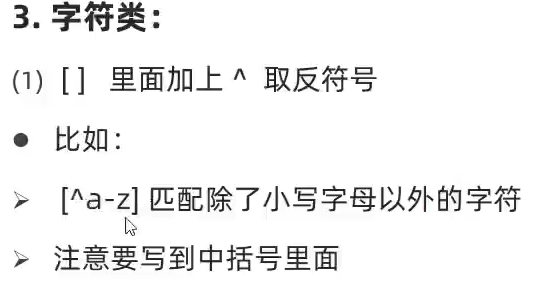 3. 字符类：
(1) [ ] 里面加上 ^ 取反符号
● 比如：
➢ [^a-z] 匹配除了小写字母以外的字符
➢ 注意要写到中括号里面